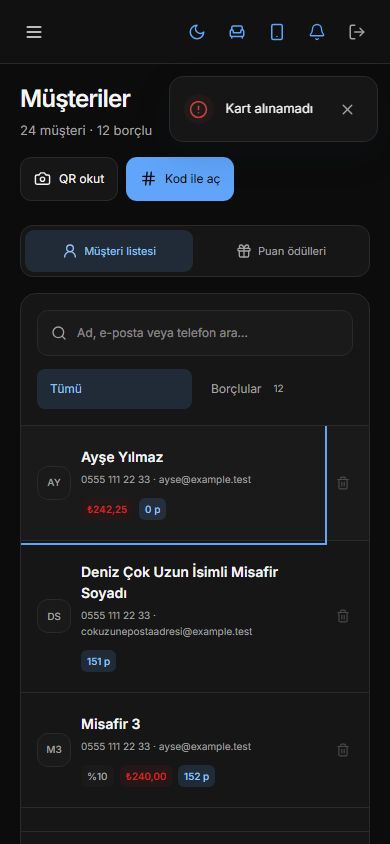 Müşteriler
24 müşteri · 12 borçlu
Kart alınamadı
QR okut
Kod ile aç
Müşteri listesi
Puan ödülleri
Ad, e-posta veya telefon ara...
Tümü
Borçlular 12
AY
Ayşe Yılmaz
0555 111 22 33 · ayse@example.test
₺242,25
0 p
DS
Deniz Çok Uzun İsimli Misafir
Soyadı
0555 111 22 33 ·
cokuzunepostaadresi@example.test
151 p
M3
Misafir 3
0555 111 22 33 · ayse@example.test
%10
₺240,00
152 p